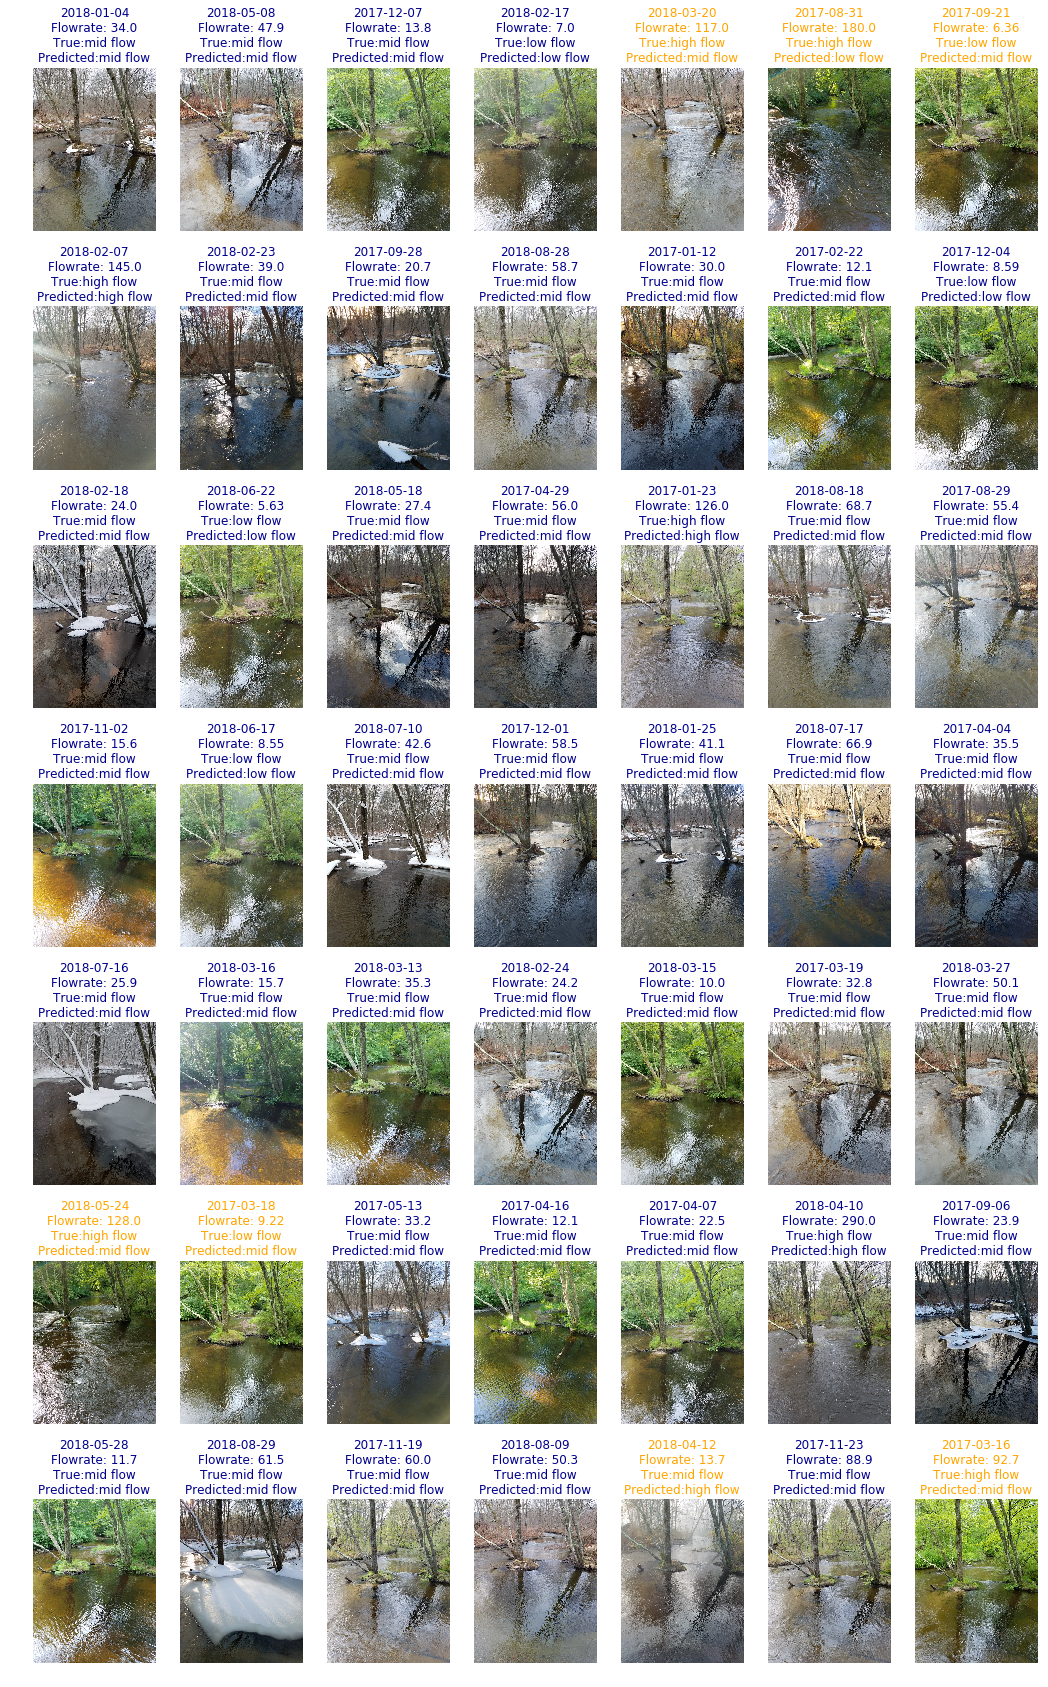 2018-01-04
Flowrate: 34.0
True:mid flow
Predicted:mid flow
2018-05-08
Flowrate: 47.9
True:mid flow
Predicted:mid flow
2017-12-07
Flowrate: 13.8
True:mid flow
Predicted:mid flow
2018-02-17
Flowrate: 7.0
True:low flow
Predicted:low flow
2018-03-20
Flowrate: 117.0
True:high flow
Predicted:mid flow
2017-08-31
Flowrate: 180.0
True:high flow
Predicted:low flow
2017-09-21
Flowrate: 6.36
True:low flow
Predicted:mid flow
2018-02-07
Flowrate: 145.0
True:high flow
Predicted:high flow
2018-02-23
Flowrate: 39.0
True:mid flow
Predicted:mid flow
2017-09-28
Flowrate: 20.7
True:mid flow
Predicted:mid flow
2018-08-28
Flowrate: 58.7
True:mid flow
Predicted:mid flow
2017-01-12
Flowrate: 30.0
True:mid flow
Predicted:mid flow
2017-02-22
Flowrate: 12.1
True:mid flow
Predicted:mid flow
2017-12-04
Flowrate: 8.59
True:low flow
Predicted:low flow
2018-02-18
Flowrate: 24.0
True:mid flow
Predicted:mid flow
2018-06-22
Flowrate: 5.63
True:low flow
Predicted:low flow
2018-05-18
Flowrate: 27.4
True:mid flow
Predicted:mid flow
2017-04-29
Flowrate: 56.0
True:mid flow
Predicted:mid flow
2017-01-23
Flowrate: 126.0
True:high flow
Predicted:high flow
2018-08-18
Flowrate: 68.7
True:mid flow
Predicted:mid flow
2017-08-29
Flowrate: 55.4
True:mid flow
Predicted:mid flow
2017-11-02
Flowrate: 15.6
True:mid flow
Predicted:mid flow
2018-06-17
Flowrate: 8.55
True:low flow
Predicted:low flow
2018-07-10
Flowrate: 42.6
True:mid flow
Predicted:mid flow
2017-12-01
Flowrate: 58.5
True:mid flow
Predicted:mid flow
2018-01-25
Flowrate: 41.1
True:mid flow
Predicted:mid flow
2018-07-17
Flowrate: 66.9
True:mid flow
Predicted:mid flow
2017-04-04
Flowrate: 35.5
True:mid flow
Predicted:mid flow
2018-07-16
Flowrate: 25.9
True:mid flow
Predicted:mid flow
2018-03-16
Flowrate: 15.7
True:mid flow
Predicted:mid flow
2018-03-13
Flowrate: 35.3
True:mid flow
Predicted:mid flow
2018-02-24
Flowrate: 24.2
True:mid flow
Predicted:mid flow
2018-03-15
Flowrate: 10.0
True:mid flow
Predicted:mid flow
2017-03-19
Flowrate: 32.8
True:mid flow
Predicted:mid flow
2018-03-27
Flowrate: 50.1
True:mid flow
Predicted:mid flow
2018-05-24
Flowrate: 128.0
True:high flow
Predicted:mid flow
2017-03-18
Flowrate: 9.22
True:low flow
Predicted:mid flow
2017-05-13
Flowrate: 33.2
True:mid flow
Predicted:mid flow
2017-04-16
Flowrate: 12.1
True:mid flow
Predicted:mid flow
2017-04-07
Flowrate: 22.5
True:mid flow
Predicted:mid flow
2018-04-10
Flowrate: 290.0
True:high flow
Predicted:high flow
2017-09-06
Flowrate: 23.9
True:mid flow
Predicted:mid flow
2018-05-28
Flowrate: 11.7
True:mid flow
Predicted:mid flow
2018-08-29
Flowrate: 61.5
True:mid flow
Predicted:mid flow
2017-11-19
Flowrate: 60.0
True:mid flow
Predicted:mid flow
2018-08-09
Flowrate: 50.3
True:mid flow
Predicted:mid flow
2018-04-12
Flowrate: 13.7
True:mid flow
Predicted:high flow
2017-11-23
Flowrate: 88.9
True:mid flow
Predicted:mid flow
2017-03-16
Flowrate: 92.7
True:high flow
Predicted:mid flow